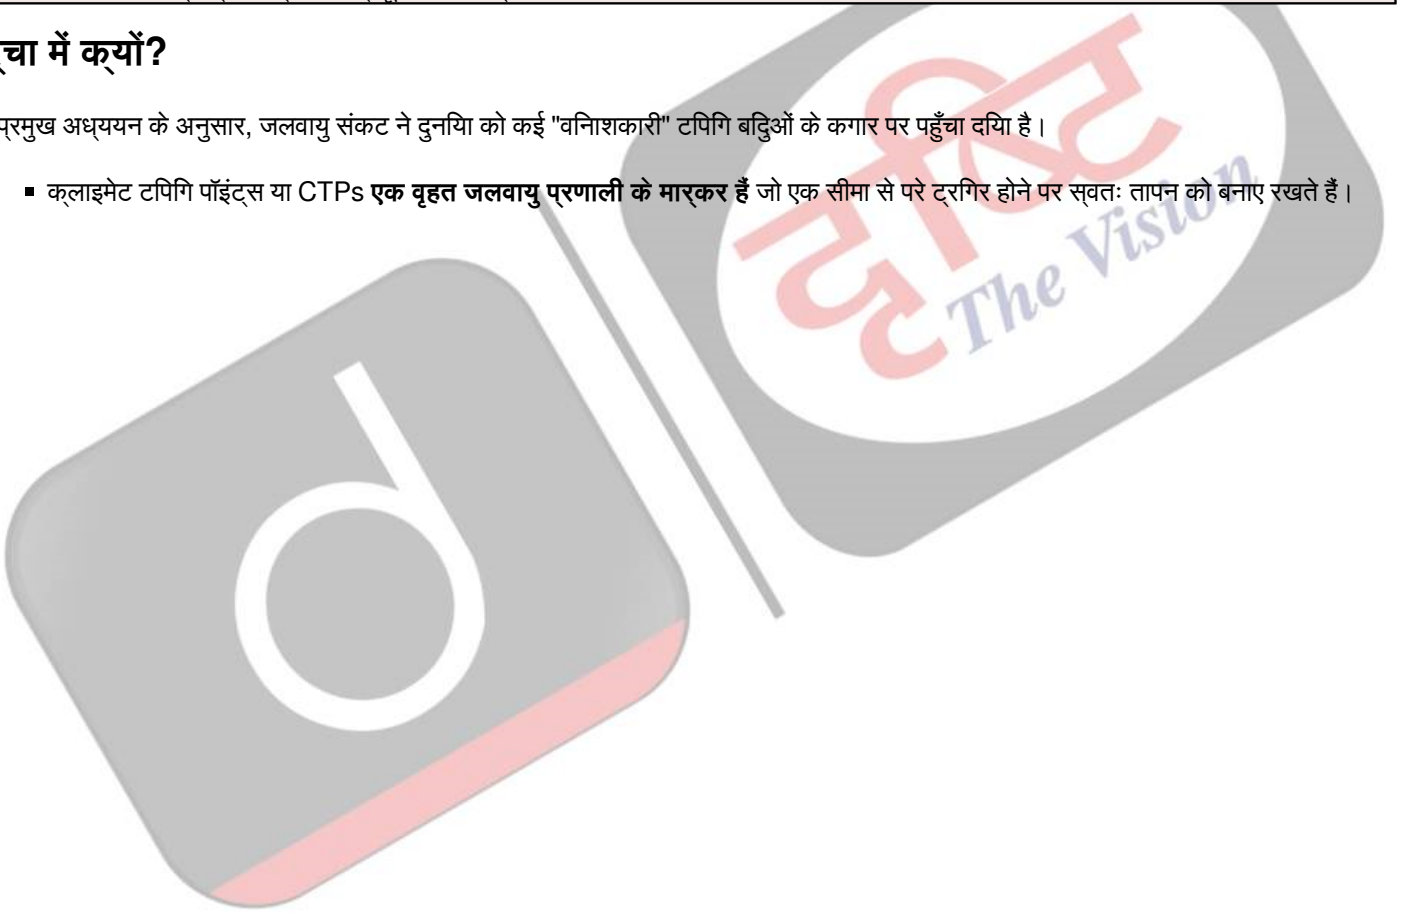 र्चा में क्यों?
प्रमुख अध्ययन के अनुसार, जलवायु संकट ने दुनिया को कई "विनाशकारी" टिपिंग बिंदुओं के कगार पर पहुँचा दिया है।
▪ क्लाइमेट टिपिंग पॉइंट्स या CTPs एक वृहत जलवायु प्रणाली के मार्कर हैं जो एक सीमा से परे ट्रिगर होने पर स्वतः तापन को बनाए रखते हैं।
दृष्टि
The Vision
d